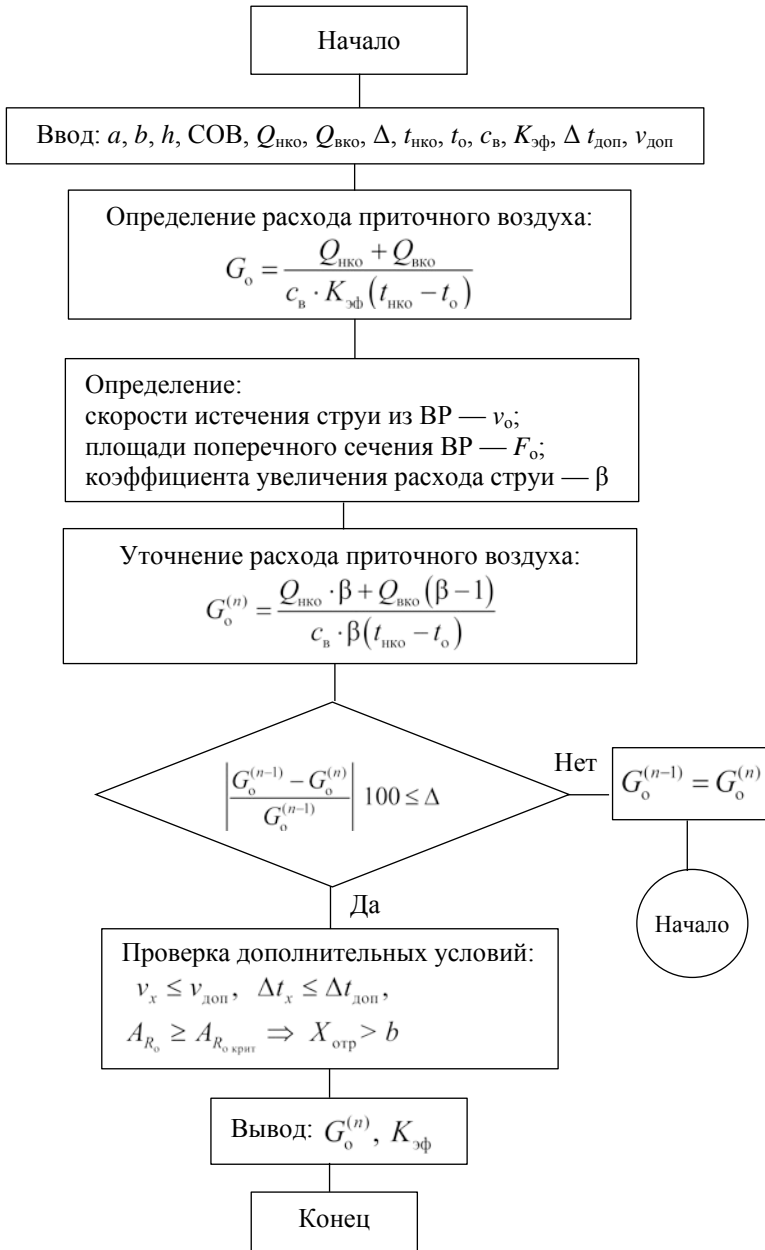 Начало
Ввод: a, b, h, СОВ, Qнко, Qвко, Δ, tнко, tо, cв, Kэф, Δ tдоп, vдоп
Определение расхода приточного воздуха:
Gо = (Qнко + Qвко) / (cв · Kэф (tнко − tо))
Определение:
скорости истечения струи из ВР — vо;
площади поперечного сечения ВР — Fо;
коэффициента увеличения расхода струи — β
Уточнение расхода приточного воздуха:
Gо^(n) = (Qнко · β + Qвко (β − 1)) / (cв · β (tнко − tо))
|(Gо^(n−1) − Gо^(n)) / Gо^(n−1)| 100 ≤ Δ
Нет
Gо^(n−1) = Gо^(n)
Начало
Да
Проверка дополнительных условий:
vx ≤ vдоп, Δtx ≤ Δtдоп,
ARо ≥ ARо крит ⇒ Xотр > b
Вывод: Gо^(n), Kэф
Конец